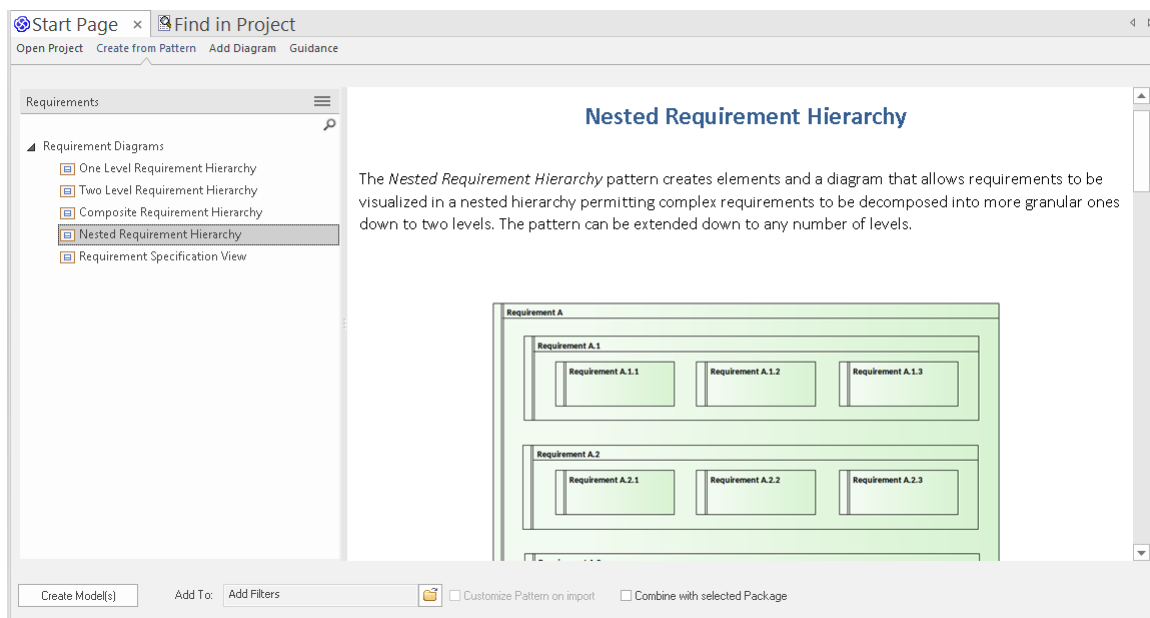 Start Page × Find in Project
Open Project Create from Pattern Add Diagram Guidance
Requirements
Requirement Diagrams
One Level Requirement Hierarchy
Two Level Requirement Hierarchy
Composite Requirement Hierarchy
Nested Requirement Hierarchy
Requirement Specification View
Nested Requirement Hierarchy
The Nested Requirement Hierarchy pattern creates elements and a diagram that allows requirements to be
visualized in a nested hierarchy permitting complex requirements to be decomposed into more granular ones
down to two levels. The pattern can be extended down to any number of levels.
Requirement A
Requirement A.1
Requirement A.1.1 Requirement A.1.2 Requirement A.1.3
Requirement A.2
Requirement A.2.1 Requirement A.2.2 Requirement A.2.3
Create Model(s) Add To: Add Filters Customize Pattern on import Combine with selected Package